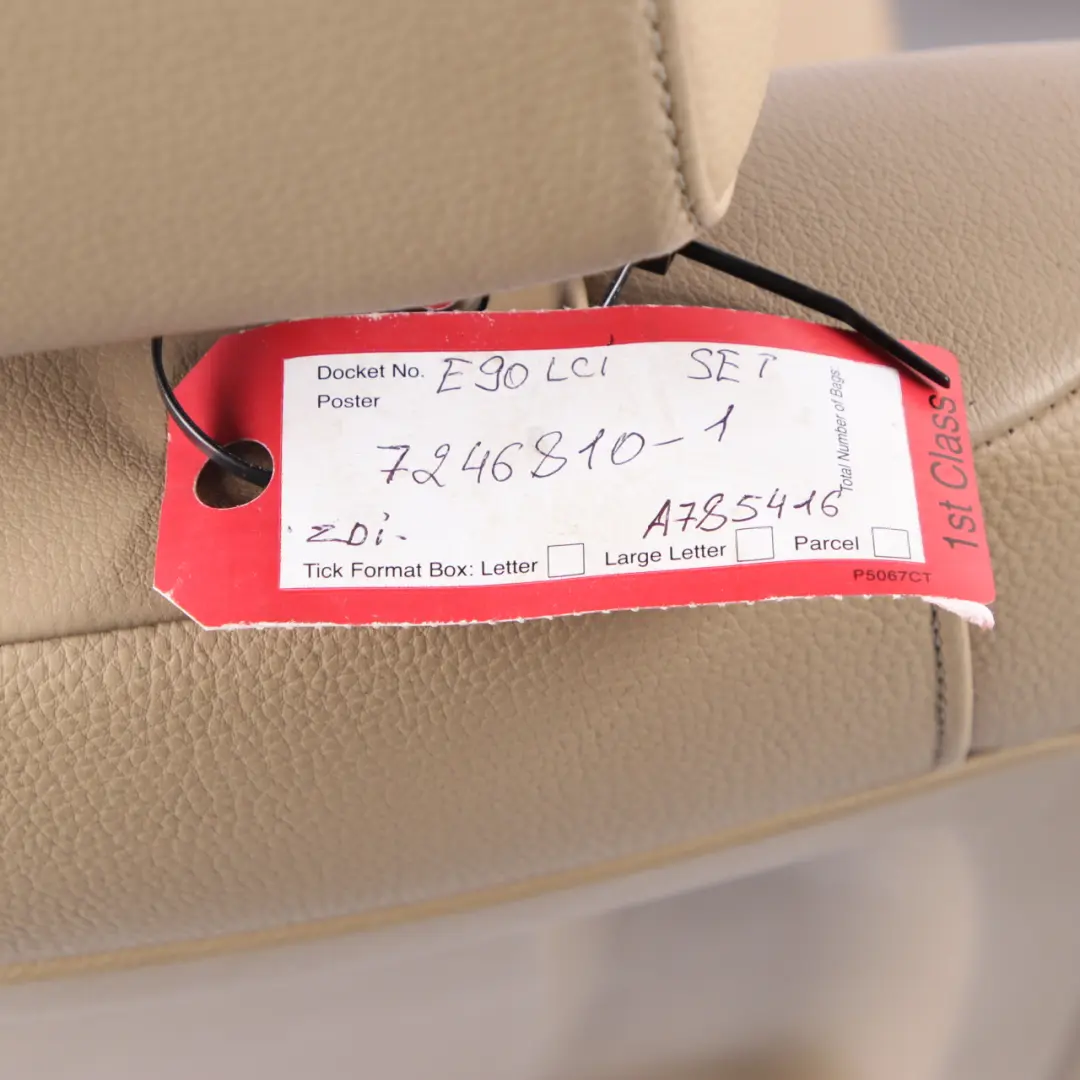 Docket No. E90 LCI SET
Poster
7246810-1
Total Number of Bags
1st Class
EDi. A785416
Tick Format Box: Letter Large Letter Parcel
P5067CT